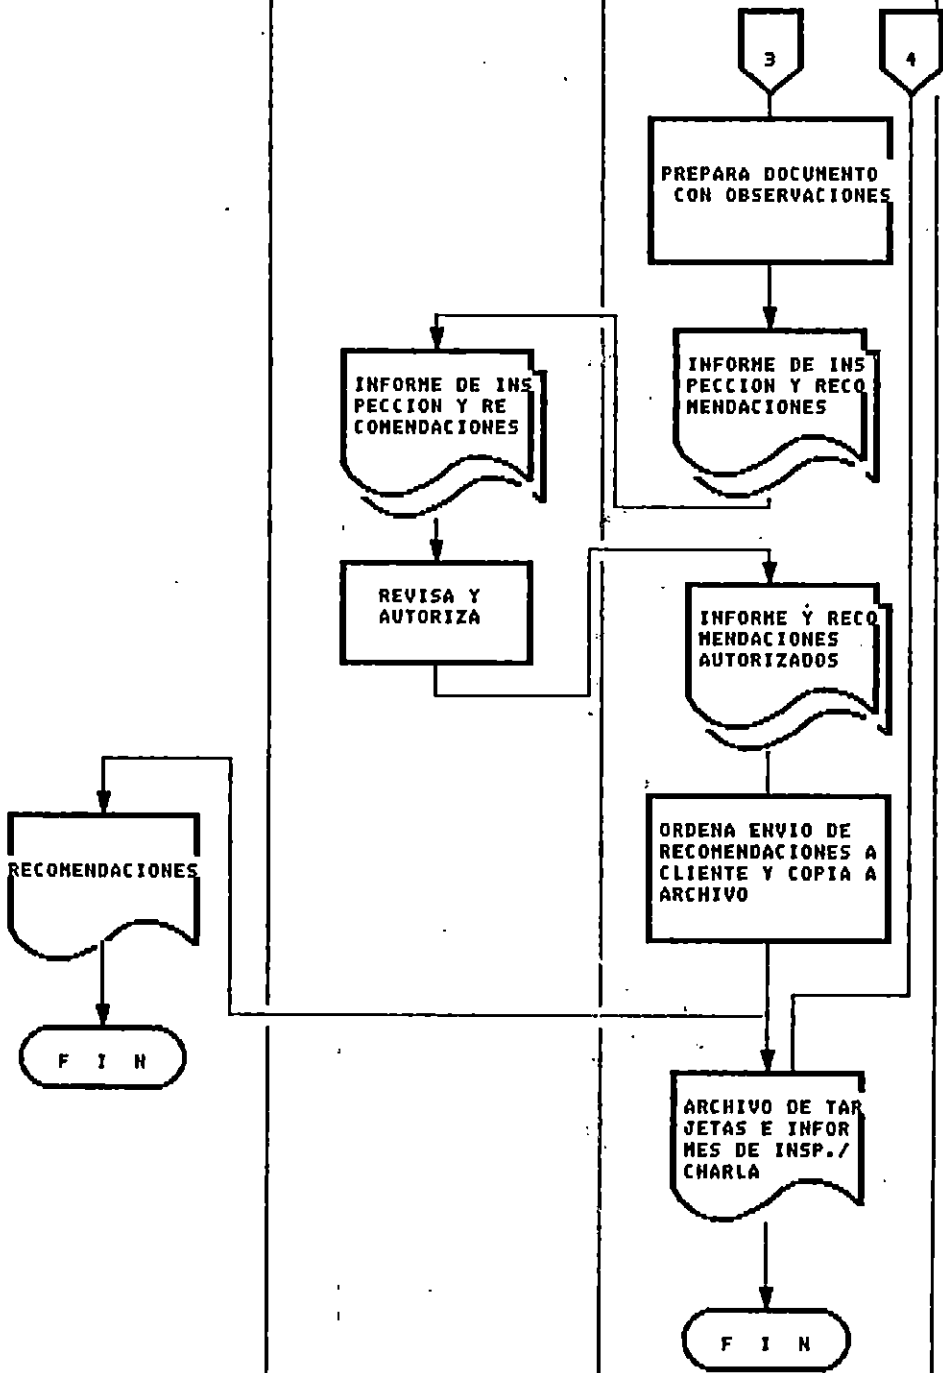 3
4
PREPARA DOCUMENTO
CON OBSERVACIONES
INFORME DE INS
PECCION Y RECO
MENDACIONES
INFORME DE INS
PECCION Y RE
COMENDACIONES
REVISA Y
AUTORIZA
INFORME Y RECO
MENDACIONES
AUTORIZADOS
ORDENA ENVIO DE
RECOMENDACIONES A
CLIENTE Y COPIA A
ARCHIVO
RECOMENDACIONES
F I N
ARCHIVO DE TAR
JETAS E INFOR
MES DE INSP./
CHARLA
F I N